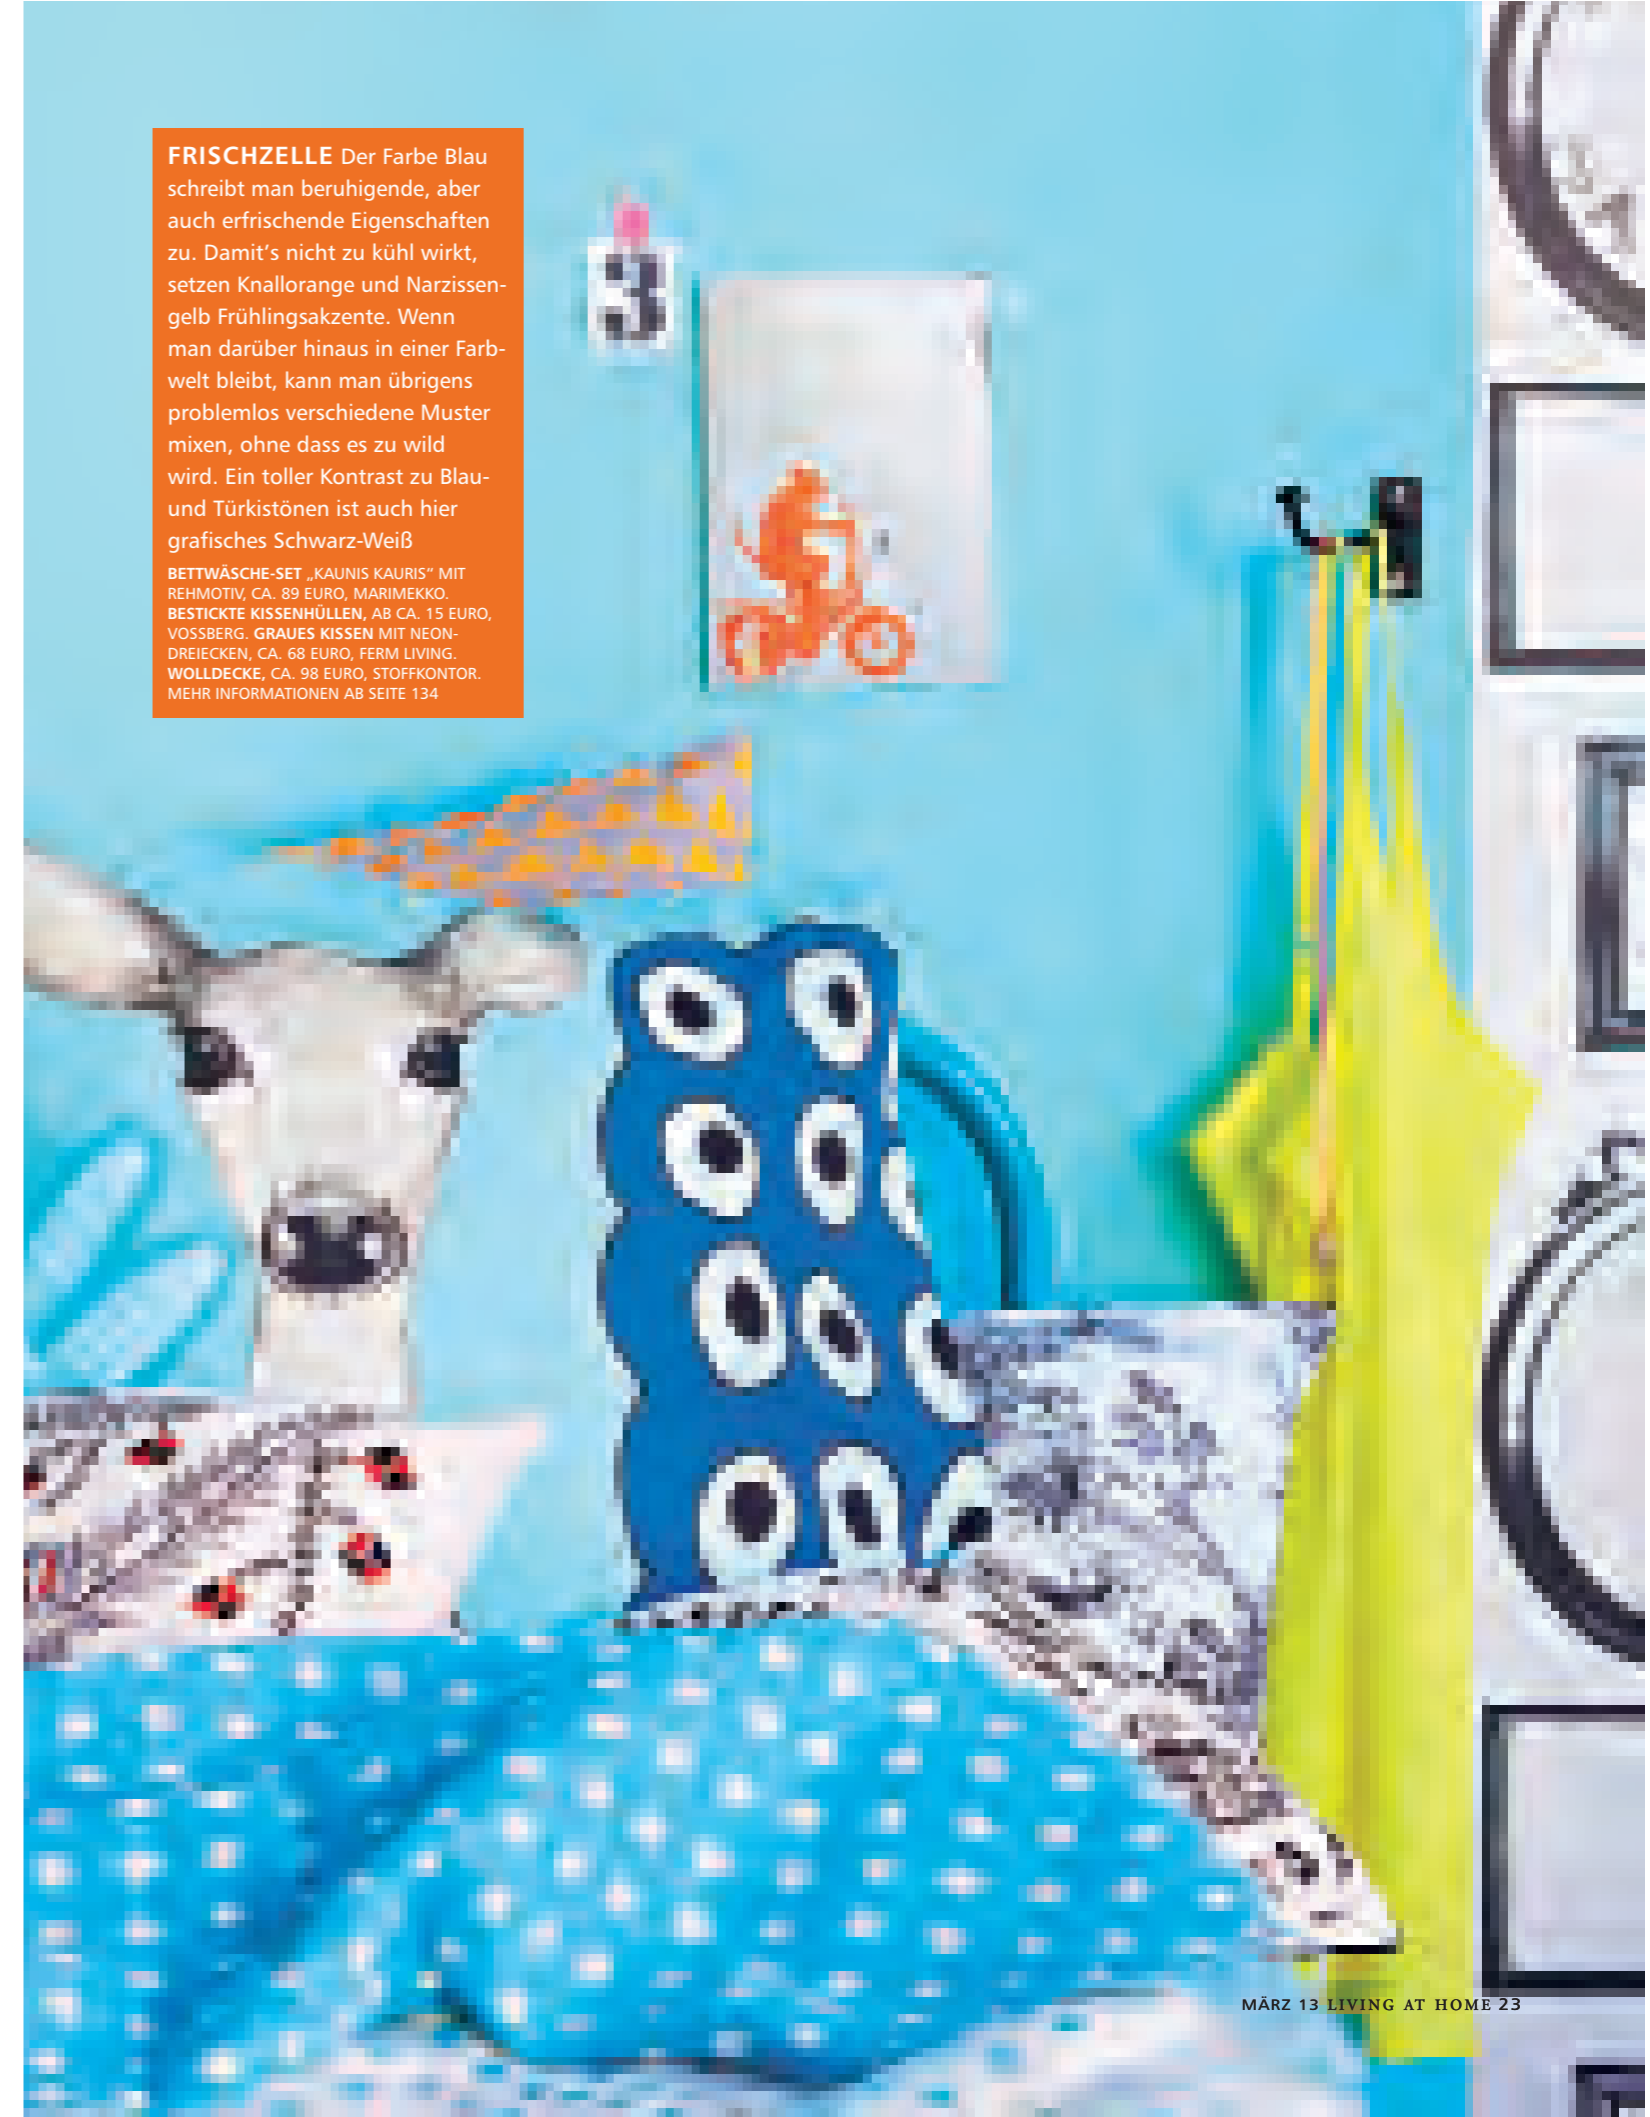 FRISCHZELLE Der Farbe Blau
schreibt man beruhigende, aber
auch erfrischende Eigenschaften
zu. Damit's nicht zu kühl wirkt,
setzen Knallorange und Narzissen-
gelb Frühlingsakzente. Wenn
man darüber hinaus in einer Farb-
welt bleibt, kann man übrigens
problemlos verschiedene Muster
mixen, ohne dass es zu wild
wird. Ein toller Kontrast zu Blau-
und Türkistönen ist auch hier
grafisches Schwarz-Weiß
BETTWÄSCHE-SET „KAUNIS KAURIS“ MIT
REHMOTIV, CA. 89 EURO, MARIMEKKO.
BESTICKTE KISSENHÜLLEN, AB CA. 15 EURO,
VOSSBERG. GRAUES KISSEN MIT NEON-
DREIECKEN, CA. 68 EURO, FERM LIVING.
WOLLDECKE, CA. 98 EURO, STOFFKONTOR.
MEHR INFORMATIONEN AB SEITE 134
3
MÄRZ 13 LIVING AT HOME 23